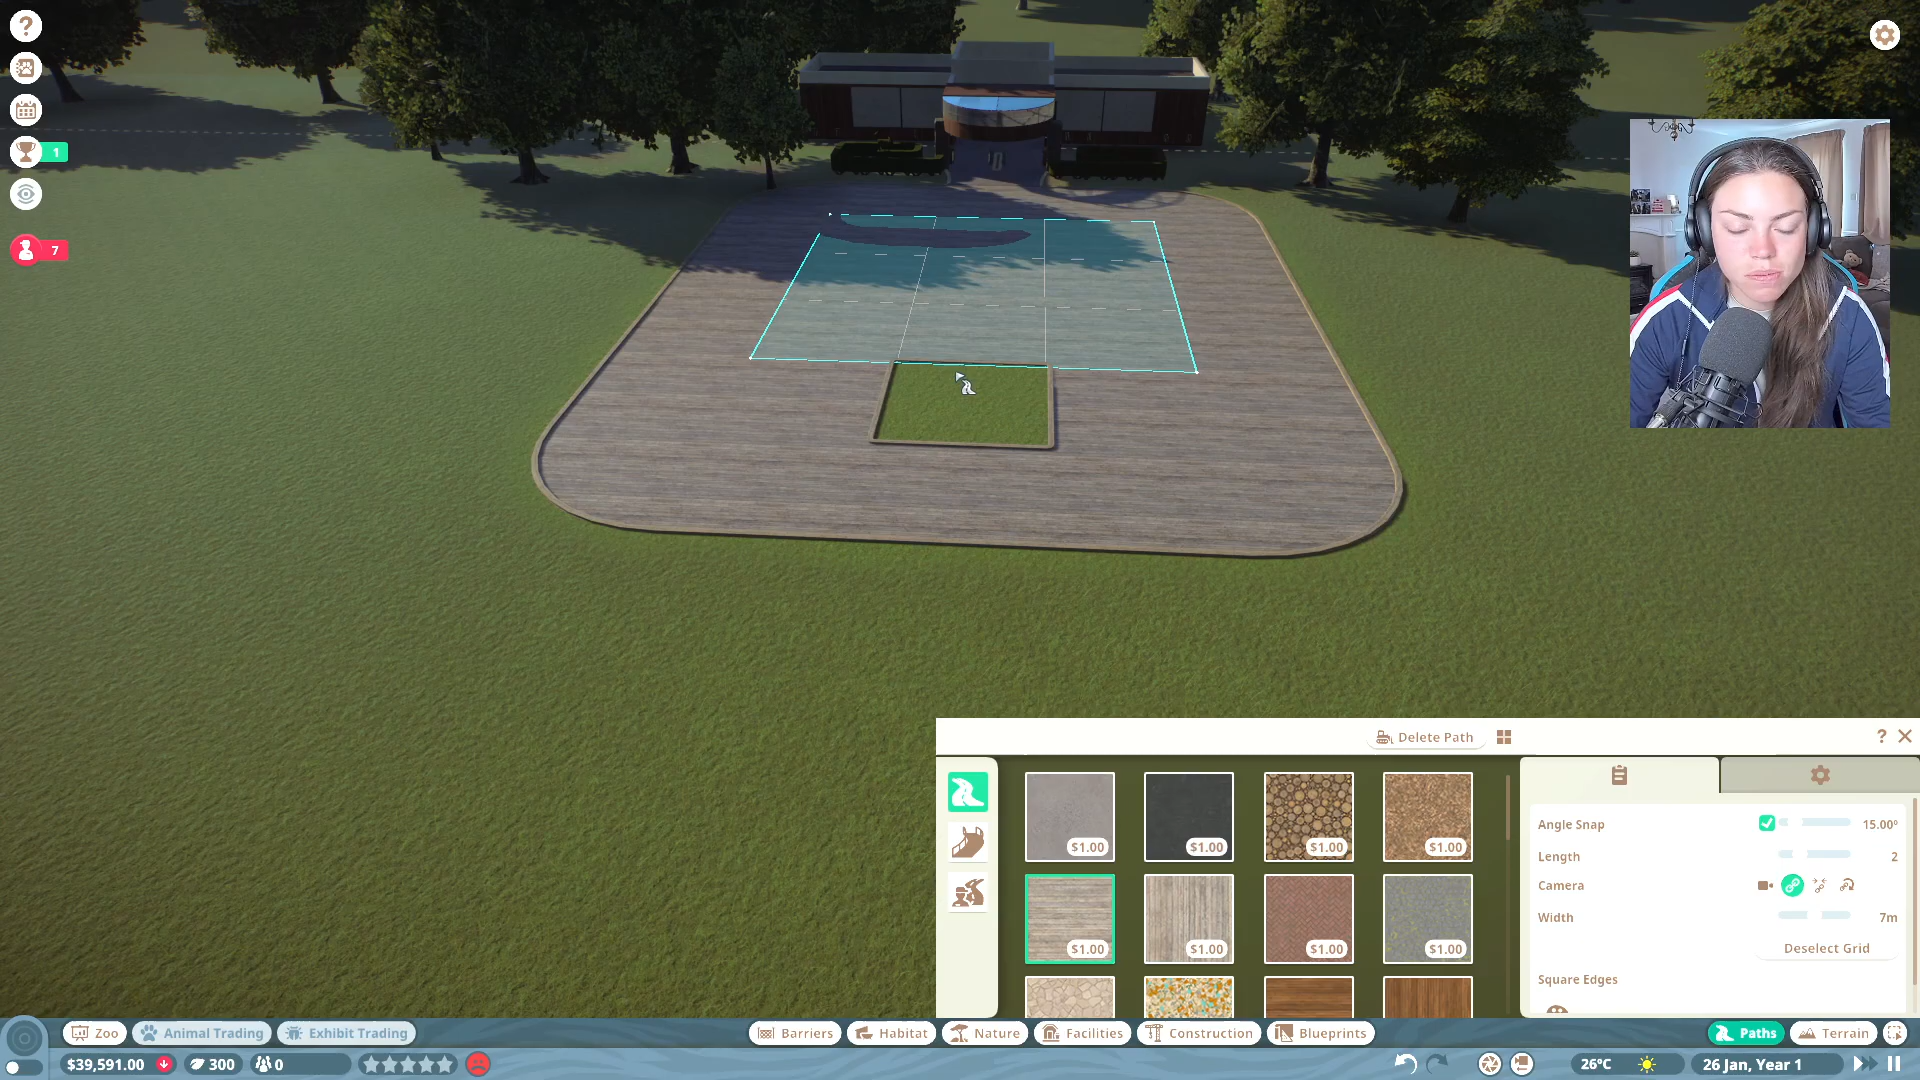 ?
1
7
Delete Path
?
$1.00
$1.00
$1.00
$1.00
Angle Snap
15.00°
Length
2
Camera
Width
7m
$1.00
$1.00
$1.00
$1.00
Deselect Grid
Square Edges
Zoo
Animal Trading
Exhibit Trading
Barriers
Habitat
Nature
Facilities
Construction
Blueprints
Paths
Terrain
$39,591.00
300
0
26°C
26 Jan, Year 1